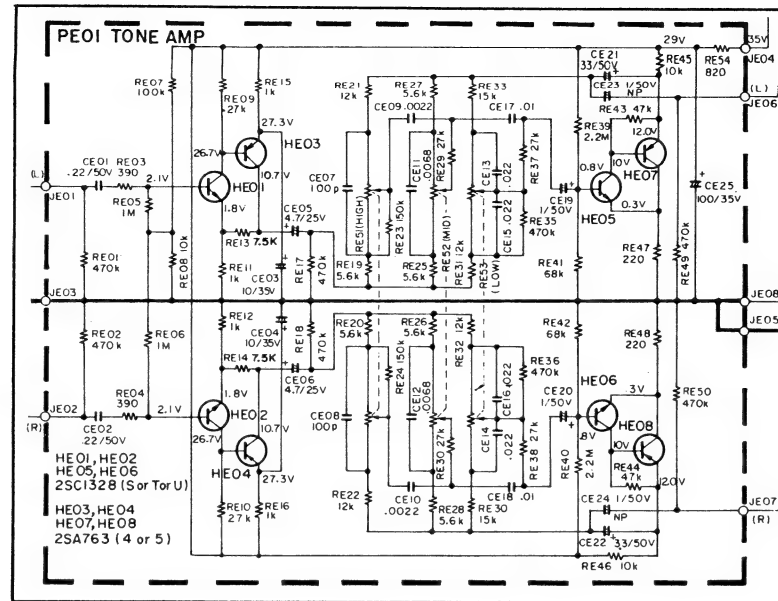 PE01 TONE AMP
RE07
100k
RE09
27k
RE15
1k
27.3V
HE03
26.7V
10.7V
(L)
CE01
.22/50V
RE03
390
2.1V
JE01
RE05
1M
HE01
1.8V
CE05
4.7/25V
RE13 7.5K
RE01
470k
RE08 10k
RE11
1k
CE03
10/35V
RE17
470k
JE03
RE02
470k
RE06
1M
RE12
1k
CE04
10/35V
RE18
470k
RE14 7.5K
CE06
4.7/25V
RE04
390
1.8V
JE02
(R)
2.1V
HE02
10.7V
CE02
.22/50V
26.7V
HE04
27.3V
RE10
27k
RE16
1k
HE01, HE02
HE05, HE06
2SC1328 (S or T or U)
HE03, HE04
HE07, HE08
2SA763 (4 or 5)
RE21
12k
RE27
5.6k
RE33
15k
CE09 .0022
CE17 .01
CE07
100p
CE11
.0068
RE29 27k
CE13
.022
RE37 27k
RE51 (HIGH)
RE23 150k
RE52 (MID)
RE53
(LOW)
CE15 .022
RE35
470k
RE19
5.6k
RE25
5.6k
RE31 12k
RE20
5.6k
RE26
5.6k
RE32 12k
RE24 150k
RE36
470k
CE08
100p
CE12
.0068
CE16 .022
CE14
.022
RE30 27k
RE38 27k
RE22
12k
CE10
.0022
RE28
5.6k
CE18 .01
RE30
15k
CE21
33/50V
29V
RE45
10k
35V
RE54
820
JE04
CE23 1/50V
NP
(L)
JE06
RE43 47k
RE39
2.2M
12.0V
10V
HE07
0.8V
CE19
1/50V
HE05
0.3V
CE25
100/35V
RE41
68k
RE47
220
RE49 470k
JE08
JE05
RE42
68k
RE48
220
HE06
CE20
1/50V
.3V
RE50
470k
.8V
HE08
10V
RE40
2.2M
RE44
47k
12.0V
CE24 1/50V
NP
JE07
(R)
CE22 33/50V
RE46 10k